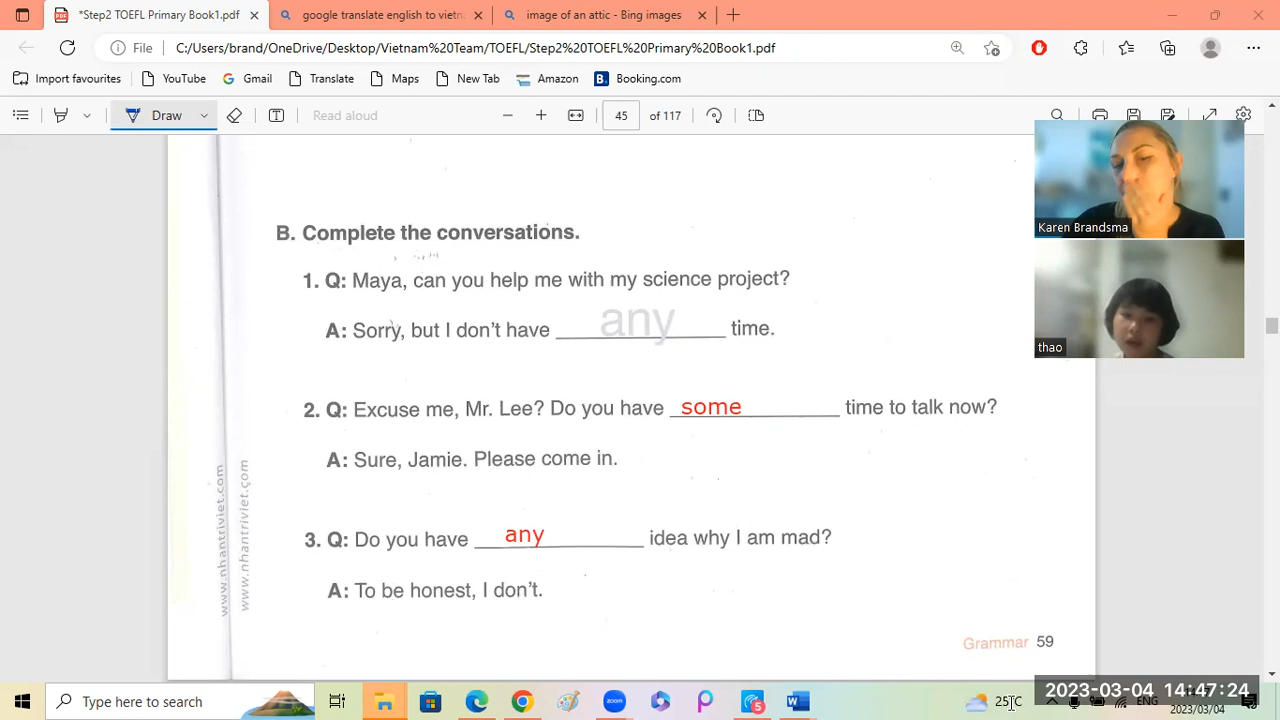 *Step2 TOEFL Primary Book1.pdf
google translate english to vietna
image of an attic - Bing images
File
C:/Users/brand/OneDrive/Desktop/Vietnam%20Team/TOEFL/Step2%20TOEFL%20Primary%20Book1.pdf
Import favourites
YouTube
Gmail
Translate
Maps
New Tab
Amazon
B. Booking.com
Draw
Read aloud
45 of 117
B. Complete the conversations.
1. Q: Maya, can you help me with my science project?
A: Sorry, but I don't have any time.
2. Q: Excuse me, Mr. Lee? Do you have some time to talk now?
A: Sure, Jamie. Please come in.
3. Q: Do you have any idea why I am mad?
A: To be honest, I don't.
Grammar 59
www.nhantriviet.com
www.nhantriviet.com
Karen Brandsma
thao
Type here to search
25°C
ENG
2023-03-04 14:47:24
2023/03/04